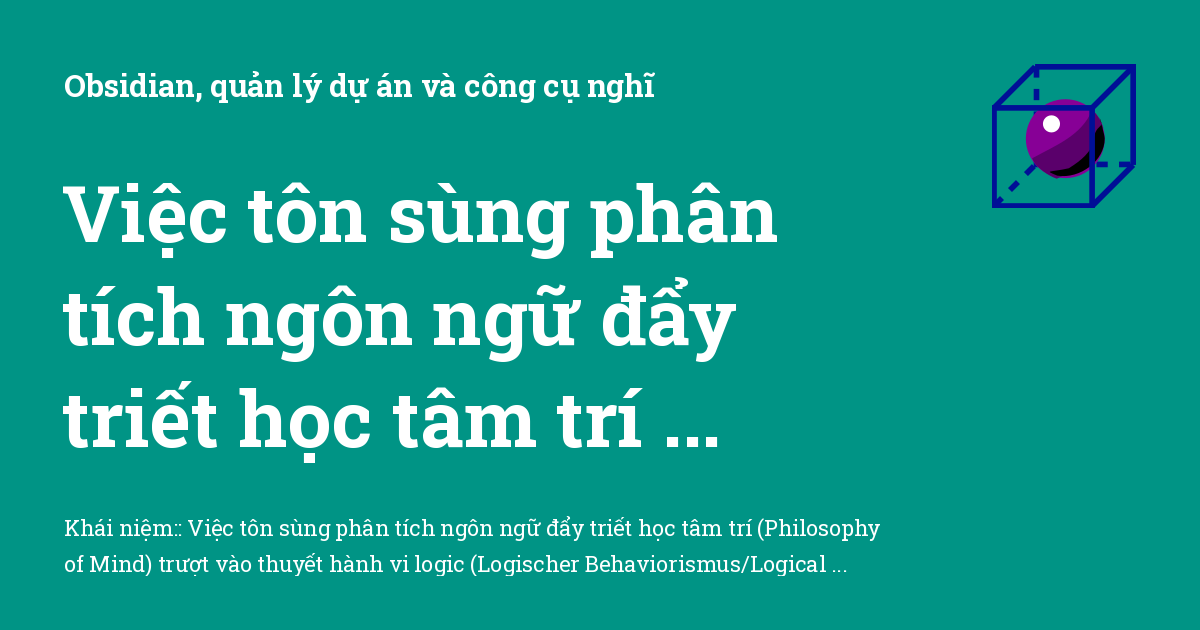 Obsidian, quản lý dự án và công cụ nghĩ
Việc tôn sùng phân
tích ngôn ngữ đẩy
triết học tâm trí ...
Khái niệm:: Việc tôn sùng phân tích ngôn ngữ đẩy triết học tâm trí (Philosophy
of Mind) trượt vào thuyết hành vi logic (Logischer Behaviorismus/Logical ...